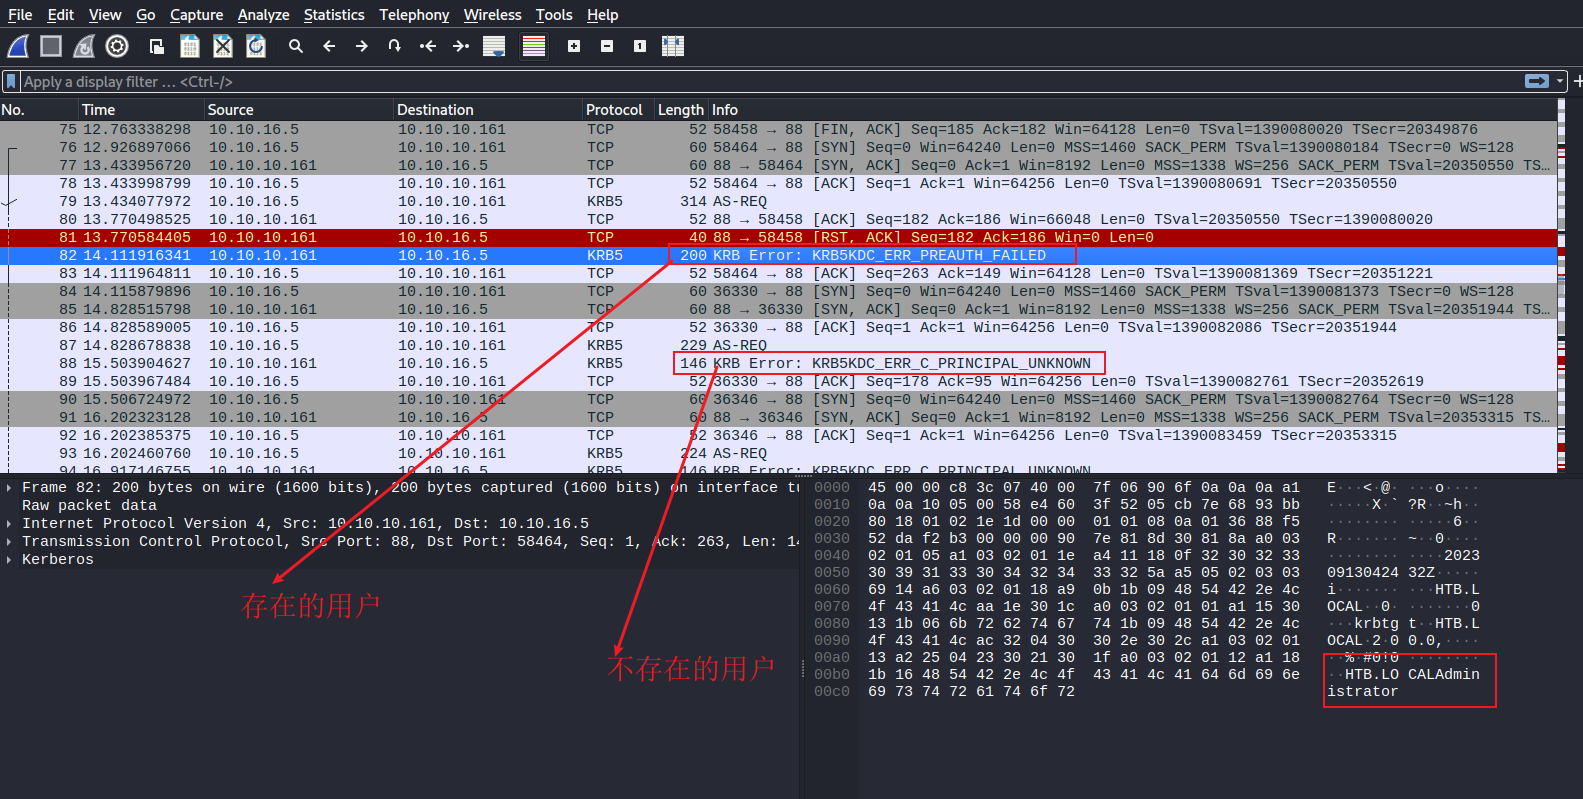 File Edit View Go Capture Analyze Statistics Telephony Wireless Tools Help
Apply a display filter … <Ctrl-/>
No. Time Source Destination Protocol Length Info
75 12.763338298 10.10.16.5 10.10.10.161 TCP 52 58458 → 88 [FIN, ACK] Seq=185 Ack=182 Win=64128 Len=0 TSval=1390080020 TSecr=20349876
76 12.926897066 10.10.16.5 10.10.10.161 TCP 60 58464 → 88 [SYN] Seq=0 Win=64240 Len=0 MSS=1460 SACK_PERM TSval=1390080184 TSecr=0 WS=128
77 13.433956720 10.10.10.161 10.10.16.5 TCP 60 88 → 58464 [SYN, ACK] Seq=0 Ack=1 Win=8192 Len=0 MSS=1338 WS=256 SACK_PERM TSval=20350550 TS…
78 13.433998799 10.10.16.5 10.10.10.161 TCP 52 58464 → 88 [ACK] Seq=1 Ack=1 Win=64256 Len=0 TSval=1390080691 TSecr=20350550
79 13.434077972 10.10.16.5 10.10.10.161 KRB5 314 AS-REQ
80 13.770498525 10.10.10.161 10.10.16.5 TCP 52 88 → 58458 [ACK] Seq=182 Ack=186 Win=66048 Len=0 TSval=20350550 TSecr=1390080020
81 13.770584405 10.10.10.161 10.10.16.5 TCP 40 88 → 58458 [RST, ACK] Seq=182 Ack=186 Win=0 Len=0
82 14.111916341 10.10.10.161 10.10.16.5 KRB5 200 KRB Error: KRB5KDC_ERR_PREAUTH_FAILED
83 14.111964811 10.10.16.5 10.10.10.161 TCP 52 58464 → 88 [ACK] Seq=263 Ack=149 Win=64128 Len=0 TSval=1390081369 TSecr=20351221
84 14.115879896 10.10.16.5 10.10.10.161 TCP 60 36330 → 88 [SYN] Seq=0 Win=64240 Len=0 MSS=1460 SACK_PERM TSval=1390081373 TSecr=0 WS=128
85 14.828515798 10.10.10.161 10.10.16.5 TCP 60 88 → 36330 [SYN, ACK] Seq=0 Ack=1 Win=8192 Len=0 MSS=1338 WS=256 SACK_PERM TSval=20351944 TS…
86 14.828589005 10.10.16.5 10.10.10.161 TCP 52 36330 → 88 [ACK] Seq=1 Ack=1 Win=64256 Len=0 TSval=1390082086 TSecr=20351944
87 14.828678838 10.10.16.5 10.10.10.161 KRB5 229 AS-REQ
88 15.503904627 10.10.10.161 10.10.16.5 KRB5 146 KRB Error: KRB5KDC_ERR_C_PRINCIPAL_UNKNOWN
89 15.503967484 10.10.16.5 10.10.10.161 TCP 52 36330 → 88 [ACK] Seq=178 Ack=95 Win=64256 Len=0 TSval=1390082761 TSecr=20352619
90 15.506724972 10.10.16.5 10.10.10.161 TCP 60 36346 → 88 [SYN] Seq=0 Win=64240 Len=0 MSS=1460 SACK_PERM TSval=1390082764 TSecr=0 WS=128
91 16.202323128 10.10.10.161 10.10.16.5 TCP 60 88 → 36346 [SYN, ACK] Seq=0 Ack=1 Win=8192 Len=0 MSS=1338 WS=256 SACK_PERM TSval=20353315 TS…
92 16.202385375 10.10.16.5 10.10.10.161 TCP 52 36346 → 88 [ACK] Seq=1 Ack=1 Win=64256 Len=0 TSval=1390083459 TSecr=20353315
93 16.202460760 10.10.16.5 10.10.10.161 KRB5 224 AS-REQ
94 16.917146755 10.10.10.161 10.10.16.5 KRB5 146 KRB Error: KRB5KDC_ERR_C_PRINCIPAL_UNKNOWN
Frame 82: 200 bytes on wire (1600 bits), 200 bytes captured (1600 bits) on interface tu
Raw packet data
Internet Protocol Version 4, Src: 10.10.10.161, Dst: 10.10.16.5
Transmission Control Protocol, Src Port: 88, Dst Port: 58464, Seq: 1, Ack: 263, Len: 14
Kerberos
存在的用户
不存在的用户
0000 45 00 00 c8 3c 07 40 00 7f 06 90 6f 0a 0a 0a a1 E···<·@· ···o····
0010 0a 0a 10 05 00 58 e4 60 3f 52 05 cb 7e 68 93 bb ·····X·` ?R··~h··
0020 80 18 01 02 1e 1d 00 00 01 01 08 0a 01 36 88 f5 ········ ·····6··
0030 52 da f2 b3 00 00 00 90 7e 81 8d 30 81 8a a0 03 R······· ~··0····
0040 02 01 05 a1 03 02 01 1e a4 11 18 0f 32 30 32 33 ········ ····2023
0050 30 39 31 33 30 34 32 34 33 32 5a a5 05 02 03 03 09130424 32Z·····
0060 69 14 a6 03 02 01 18 a9 0b 1b 09 48 54 42 2e 4c i······· ···HTB.L
0070 4f 43 41 4c aa 1e 30 1c a0 03 02 01 01 a1 15 30 OCAL··0· ·······0
0080 13 1b 06 6b 72 62 74 67 74 1b 09 48 54 42 2e 4c ···krbtg t··HTB.L
0090 4f 43 41 4c ac 32 04 30 30 2e 30 2c a1 03 02 01 OCAL·2·0 0.0,····
00a0 13 a2 25 04 23 30 21 30 1f a0 03 02 01 12 a1 18 ··%·#0!0 ········
00b0 1b 16 48 54 42 2e 4c 4f 43 41 4c 41 64 6d 69 6e ··HTB.LO CALAdmin
00c0 69 73 74 72 61 74 6f 72 istrator